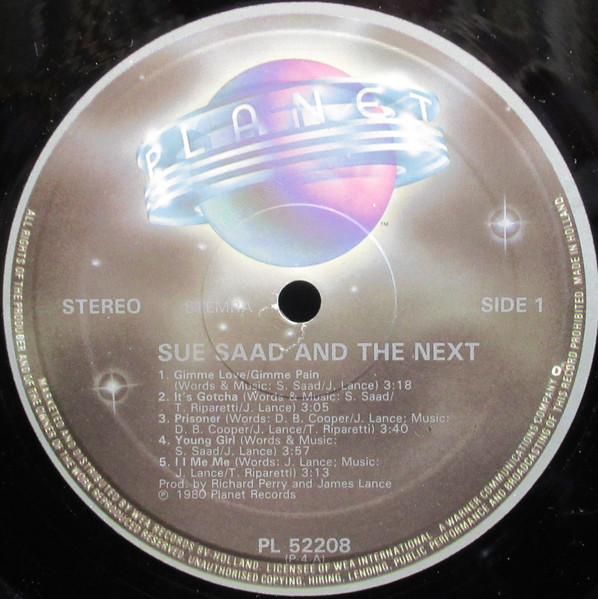 PLANET
™
STEREO
STEMRA
SIDE 1
SUE SAAD AND THE NEXT
1. Gimme Love/Gimme Pain
(Words & Music: S. Saad/J. Lance) 3:18
2. It's Gotcha (Words & Music: S. Saad/
T. Riparetti/J. Lance) 3:05
3. Prisoner (Words: D. B. Cooper/J. Lance; Music:
D. B. Cooper/J. Lance/T. Riparetti) 3:40
4. Young Girl (Words & Music:
S. Saad/J. Lance) 3:57
5. I I Me Me (Words: J. Lance; Music:
J. Lance/T. Riparetti) 3:13
Prod. by Richard Perry and James Lance
℗ 1980 Planet Records
PL 52208
(P-4 A)
ALL RIGHTS OF THE PRODUCER AND OF THE OWNER OF THE WORK REPRODUCED RESERVED. UNAUTHORISED COPYING, HIRING, LENDING, PUBLIC PERFORMANCE AND BROADCASTING OF THIS RECORD PROHIBITED. MADE IN HOLLAND.
MARKETED AND DISTRIBUTED BY WEA RECORDS BV-HOLLAND. LICENSEE OF WEA INTERNATIONAL. A WARNER COMMUNICATIONS COMPANY